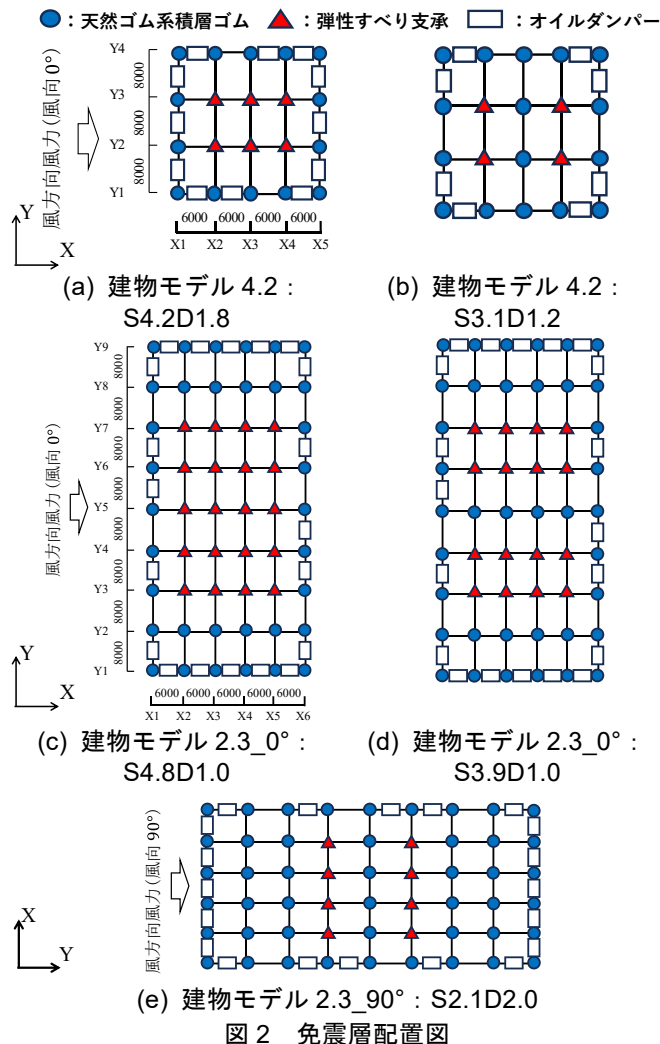 ：天然ゴム系積層ゴム ：弾性すべり支承 ：オイルダンパー
風方向風力(風向0°)
Y4
8000
Y3
8000
Y2
8000
Y1
6000 6000 6000 6000
X1 X2 X3 X4 X5
Y
X
(a) 建物モデル 4.2：
S4.2D1.8
(b) 建物モデル 4.2：
S3.1D1.2
風方向風力(風向0°)
Y9
8000
Y8
8000
Y7
8000
Y6
8000
Y5
8000
Y4
8000
Y3
8000
Y2
8000
Y1
6000 6000 6000 6000 6000
X1 X2 X3 X4 X5 X6
Y
X
(c) 建物モデル 2.3_0°：
S4.8D1.0
(d) 建物モデル 2.3_0°：
S3.9D1.0
風方向風力(風向90°)
X
Y
(e) 建物モデル 2.3_90°：S2.1D2.0
図 2 免震層配置図